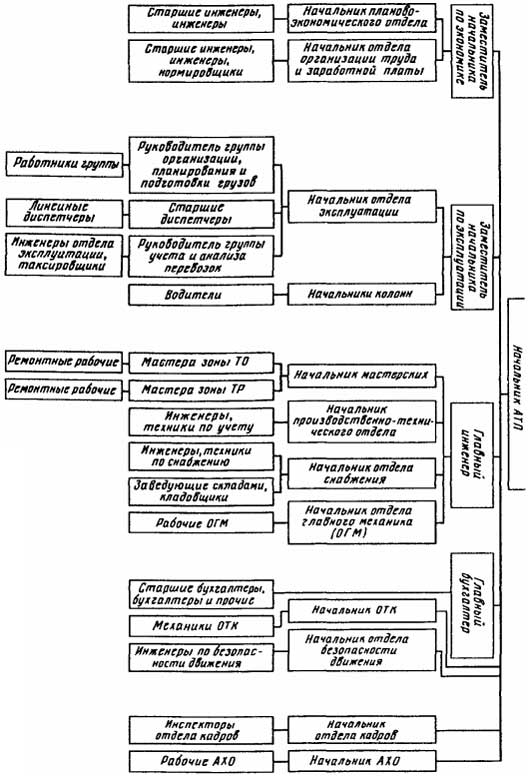 Старшие инженеры,
инженеры
Начальник планово-
экономического отдела
Старшие инженеры,
инженеры,
нормировщики
Начальник отдела
организации труда
и заработной платы
Заместитель
начальника
по экономике
Работники группы
Руководитель группы
организации,
планирования и
подготовки грузов
Линейные
диспетчеры
Старшие
диспетчеры
Начальник отдела
эксплуатации
Инженеры отдела
эксплуитации,
таксировщики
Руководитель группы
учета и анализа
перевозок
Водители
Начальники колонн
Заместитель
начальника
по эксплуатации
Начальник АТП
Ремонтные рабочие
Мастера зоны ТО
Ремонтные рабочие
Мастера зоны ТР
Начальник мастерских
Инженеры,
техники по учету
Начальник
производственно-техни-
ческого отдела
Инженеры, техники
по снабжению
Заведующие складами,
кладовщики
Начальник отдела
снабжения
Рабочие ОГМ
Начальник отдела
главного механика
(ОГМ)
Главный
инженер
Старшие бухгалтеры,
бухгалтеры и прочие
Главный
бухгалтер
Механики ОТК
Начальник ОТК
Инженеры по безопас-
ности движения
Начальник отдела
безопасности
движения
Инспекторы
отдела кадров
Начальник
отдела кадров
Рабочие АХО
Начальник АХО